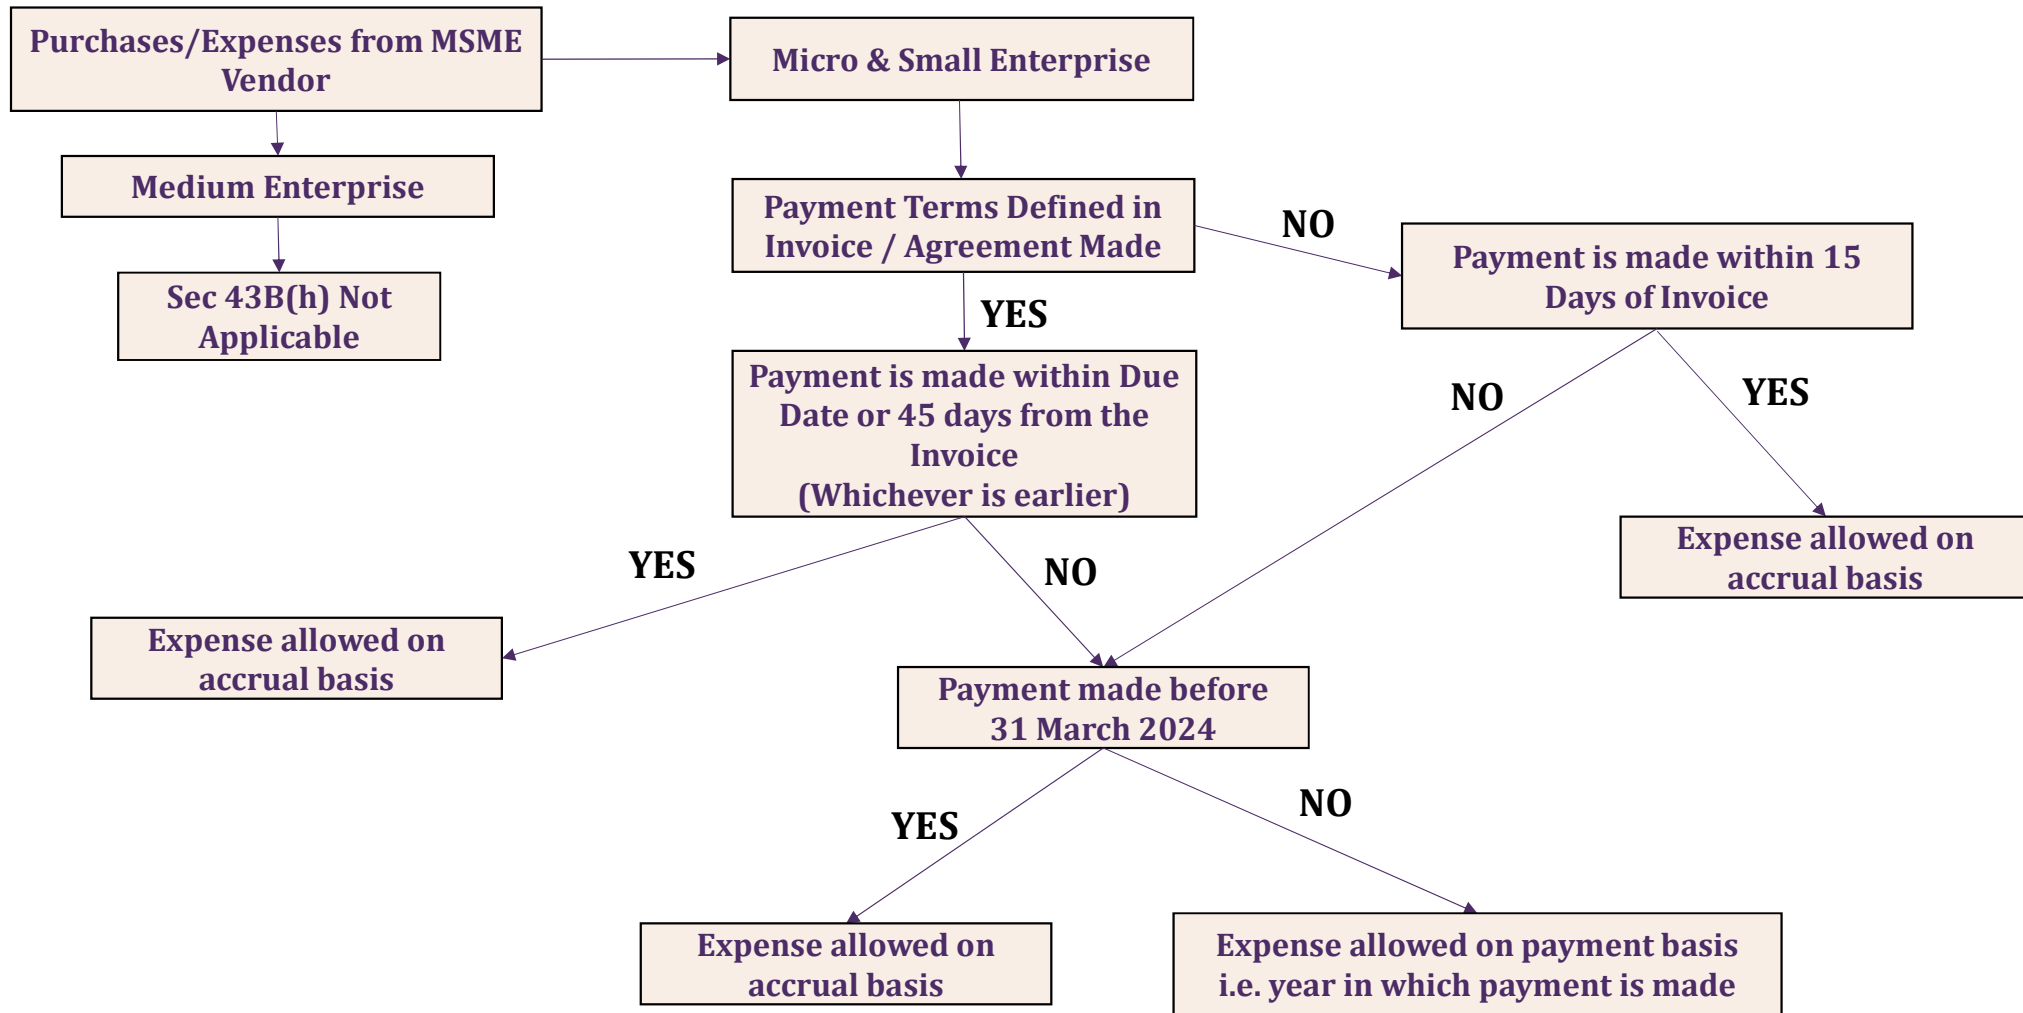 Purchases/Expenses from MSME
Vendor
Micro & Small Enterprise
Medium Enterprise
Payment Terms Defined in
Invoice / Agreement Made
NO
Payment is made within 15
Days of Invoice
Sec 43B(h) Not
Applicable
YES
Payment is made within Due
Date or 45 days from the
Invoice
(Whichever is earlier)
NO
YES
Expense allowed on
accrual basis
YES
NO
Expense allowed on
accrual basis
Payment made before
31 March 2024
YES
NO
Expense allowed on
accrual basis
Expense allowed on payment basis
i.e. year in which payment is made